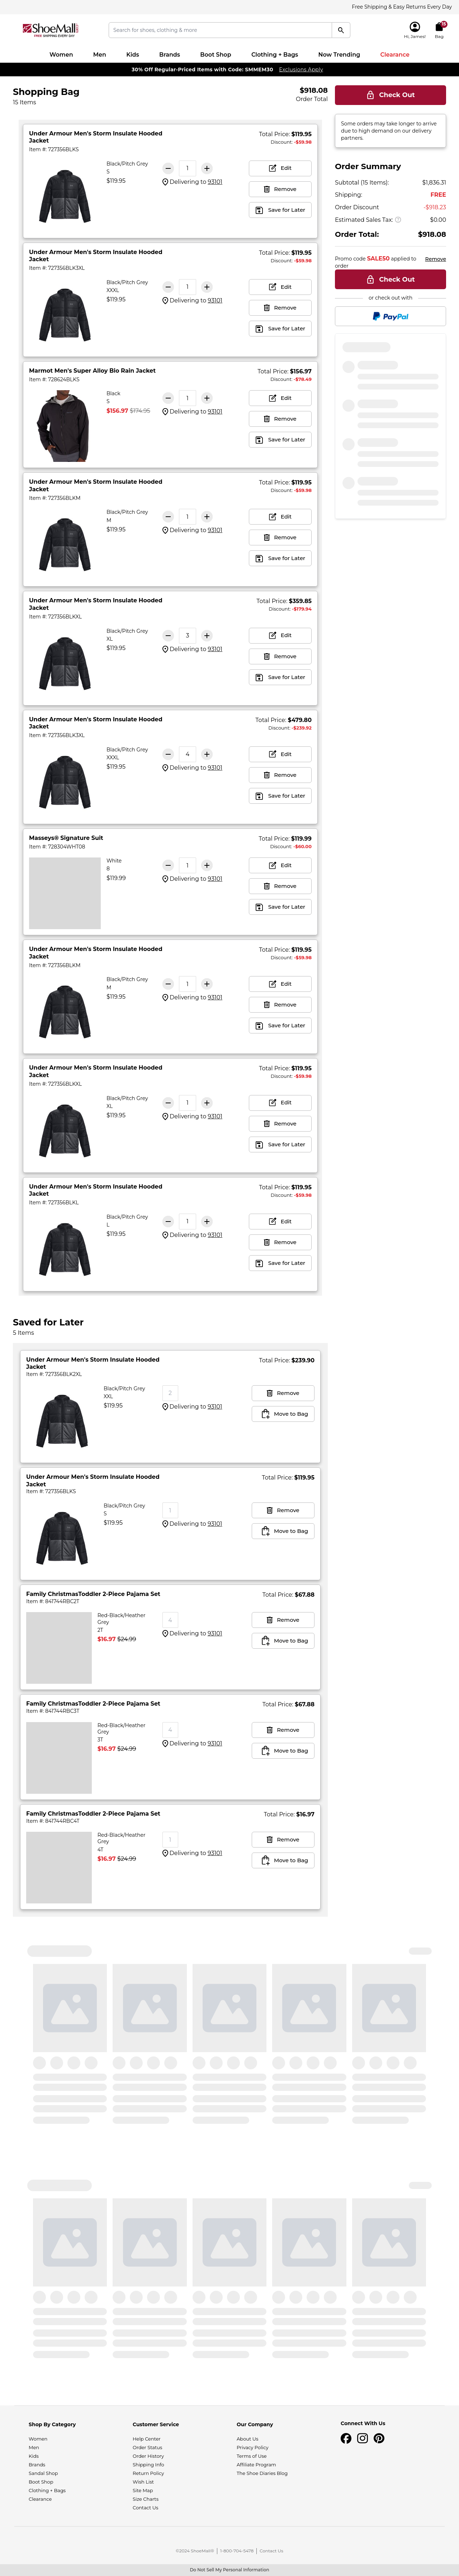 Free Shipping & Easy Returns Every Day
ShoeMall
FREE SHIPPING EVERY DAY
Search for shoes, clothing & more
Hi, James!
Bag
Women
Men
Kids
Brands
Boot Shop
Clothing + Bags
Now Trending
Clearance
30% Off Regular-Priced Items with Code: SMMEM30 Exclusions Apply
Shopping Bag
15 Items
$918.08
Order Total
Under Armour Men's Storm Insulate Hooded
Jacket
Item #: 727356BLKS
Total Price: $119.95
Discount: -$59.98
Black/Pitch Grey
S
$119.95
1
Delivering to 93101
Edit
Remove
Save for Later
Under Armour Men's Storm Insulate Hooded
Jacket
Item #: 727356BLK3XL
Total Price: $119.95
Discount: -$59.98
Black/Pitch Grey
XXXL
$119.95
1
Delivering to 93101
Edit
Remove
Save for Later
Marmot Men's Super Alloy Bio Rain Jacket
Item #: 728624BLKS
Total Price: $156.97
Discount: -$78.49
Black
S
$156.97 $174.95
1
Delivering to 93101
Edit
Remove
Save for Later
Under Armour Men's Storm Insulate Hooded
Jacket
Item #: 727356BLKM
Total Price: $119.95
Discount: -$59.98
Black/Pitch Grey
M
$119.95
1
Delivering to 93101
Edit
Remove
Save for Later
Under Armour Men's Storm Insulate Hooded
Jacket
Item #: 727356BLKXL
Total Price: $359.85
Discount: -$179.94
Black/Pitch Grey
XL
$119.95
3
Delivering to 93101
Edit
Remove
Save for Later
Under Armour Men's Storm Insulate Hooded
Jacket
Item #: 727356BLK3XL
Total Price: $479.80
Discount: -$239.92
Black/Pitch Grey
XXXL
$119.95
4
Delivering to 93101
Edit
Remove
Save for Later
Masseys® Signature Suit
Item #: 728304WHT08
Total Price: $119.99
Discount: -$60.00
White
8
$119.99
1
Delivering to 93101
Edit
Remove
Save for Later
Under Armour Men's Storm Insulate Hooded
Jacket
Item #: 727356BLKM
Total Price: $119.95
Discount: -$59.98
Black/Pitch Grey
M
$119.95
1
Delivering to 93101
Edit
Remove
Save for Later
Under Armour Men's Storm Insulate Hooded
Jacket
Item #: 727356BLKXL
Total Price: $119.95
Discount: -$59.98
Black/Pitch Grey
XL
$119.95
1
Delivering to 93101
Edit
Remove
Save for Later
Under Armour Men's Storm Insulate Hooded
Jacket
Item #: 727356BLKL
Total Price: $119.95
Discount: -$59.98
Black/Pitch Grey
L
$119.95
1
Delivering to 93101
Edit
Remove
Save for Later
Check Out
Some orders may take longer to arrive
due to high demand on our delivery
partners.
Order Summary
Subtotal (15 Items): $1,836.31
Shipping: FREE
Order Discount -$918.23
Estimated Sales Tax: $0.00
Order Total: $918.08
Promo code SALE50 applied to
order
Remove
Check Out
or check out with
PayPal
Saved for Later
5 Items
Under Armour Men's Storm Insulate Hooded
Jacket
Item #: 727356BLK2XL
Total Price: $239.90
Black/Pitch Grey
XXL
$119.95
2
Delivering to 93101
Remove
Move to Bag
Under Armour Men's Storm Insulate Hooded
Jacket
Item #: 727356BLKS
Total Price: $119.95
Black/Pitch Grey
S
$119.95
1
Delivering to 93101
Remove
Move to Bag
Family ChristmasToddler 2-Piece Pajama Set
Item #: 841744RBC2T
Total Price: $67.88
Red-Black/Heather
Grey
2T
$16.97 $24.99
4
Delivering to 93101
Remove
Move to Bag
Family ChristmasToddler 2-Piece Pajama Set
Item #: 841744RBC3T
Total Price: $67.88
Red-Black/Heather
Grey
3T
$16.97 $24.99
4
Delivering to 93101
Remove
Move to Bag
Family ChristmasToddler 2-Piece Pajama Set
Item #: 841744RBC4T
Total Price: $16.97
Red-Black/Heather
Grey
4T
$16.97 $24.99
1
Delivering to 93101
Remove
Move to Bag
Shop By Category
Women
Men
Kids
Brands
Sandal Shop
Boot Shop
Clothing + Bags
Clearance
Customer Service
Help Center
Order Status
Order History
Shipping Info
Return Policy
Wish List
Site Map
Size Charts
Contact Us
Our Company
About Us
Privacy Policy
Terms of Use
Affiliate Program
The Shoe Diaries Blog
Connect With Us
©2024 ShoeMall® | 1-800-704-5478 | Contact Us
Do Not Sell My Personal Information